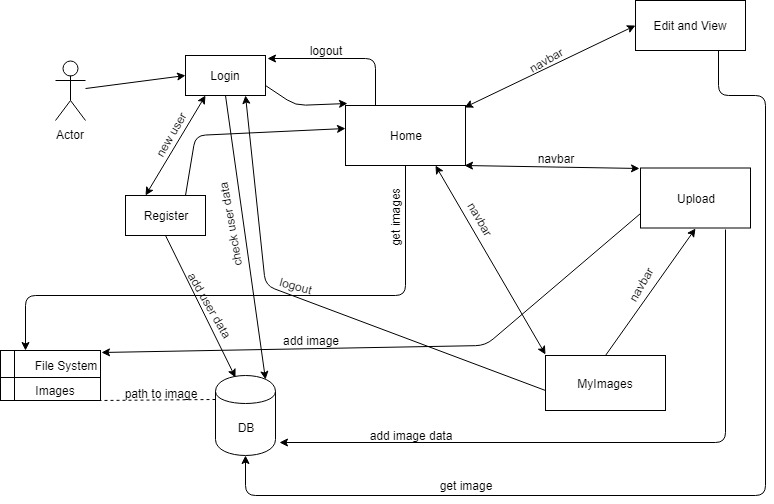 Edit and View
logout
navbar
Login
Actor
new user
Home
navbar
Upload
Register
check user data
get images
navbar
navbar
logout
add user data
add image
File System
Images
path to image
MyImages
DB
add image data
get image